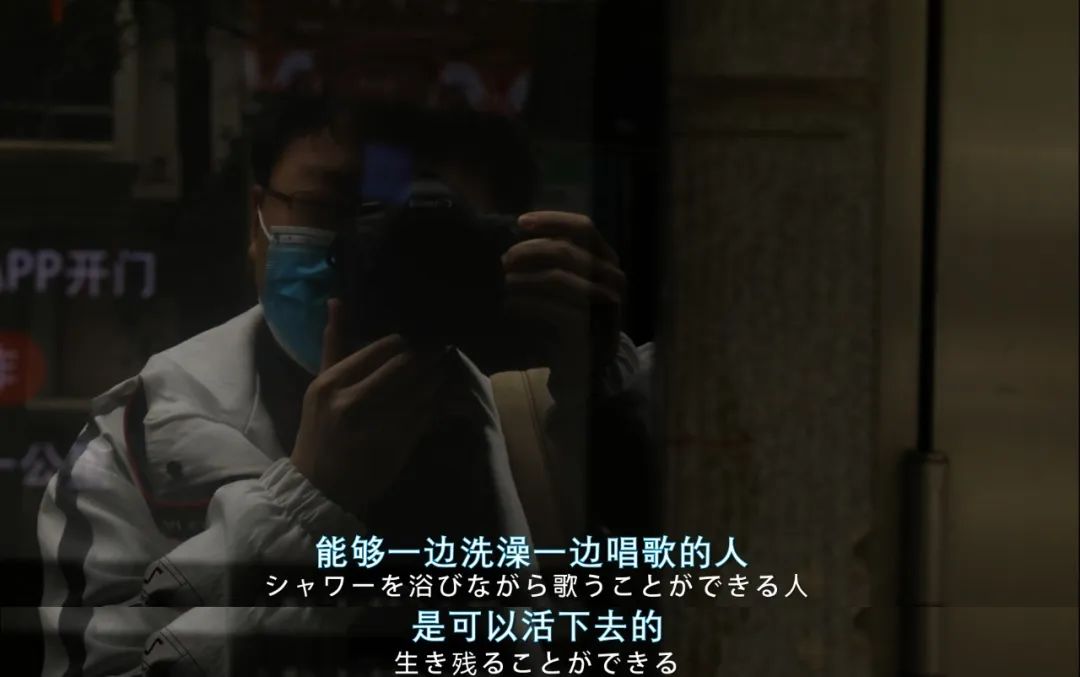 APP开门
能够一边洗澡一边唱歌的人
シャワーを浴びながら歌うことができる人
是可以活下去的
生き残ることができる